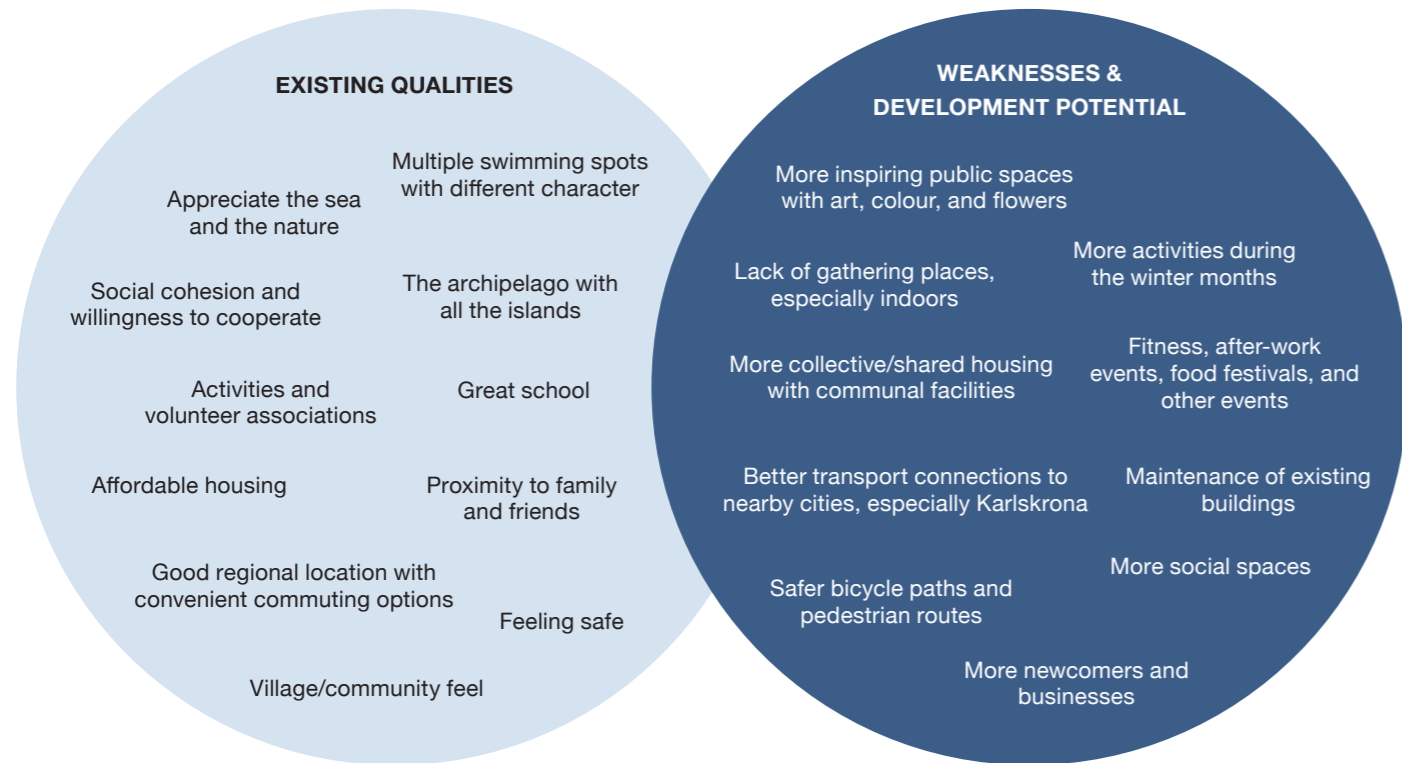 EXISTING QUALITIES
Multiple swimming spots
with different character
Appreciate the sea
and the nature
Social cohesion and
willingness to cooperate
The archipelago with
all the islands
Activities and
volunteer associations
Great school
Affordable housing
Proximity to family
and friends
Good regional location with
convenient commuting options
Feeling safe
Village/community feel
WEAKNESSES &
DEVELOPMENT POTENTIAL
More inspiring public spaces
with art, colour, and flowers
More activities during
the winter months
Lack of gathering places,
especially indoors
Fitness, after-work
events, food festivals, and
other events
More collective/shared housing
with communal facilities
Better transport connections to
nearby cities, especially Karlskrona
Maintenance of existing
buildings
More social spaces
Safer bicycle paths and
pedestrian routes
More newcomers and
businesses